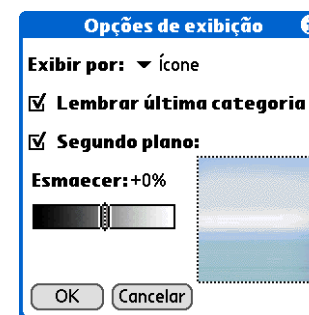 Opções de exibição
Exibir por: Ícone
Lembrar última categoria
Segundo plano:
Esmaecer: +0%
OK Cancelar